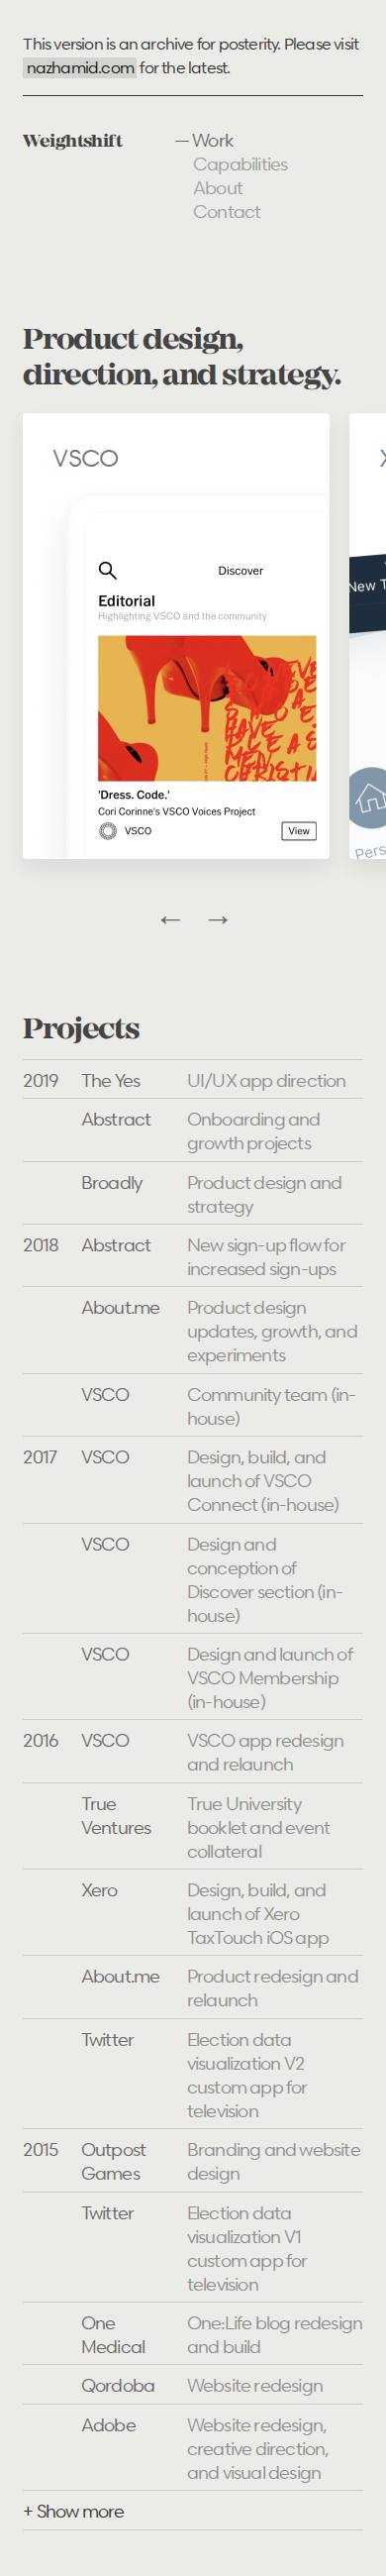 This version is an archive for posterity. Please visit
nazhamid.com for the latest.
Weightshift
— Work
Capabilities
About
Contact
Product design,
direction, and strategy.
VSCO
Discover
Editorial
Highlighting VSCO and the community
'Dress. Code.'
Cori Corinne's VSCO Voices Project
VSCO
View
New T
Pers
← →
Projects
2019 The Yes UI/UX app direction
Abstract Onboarding and
growth projects
Broadly Product design and
strategy
2018 Abstract New sign-up flow for
increased sign-ups
About.me Product design
updates, growth, and
experiments
VSCO Community team (in-
house)
2017 VSCO Design, build, and
launch of VSCO
Connect (in-house)
VSCO Design and
conception of
Discover section (in-
house)
VSCO Design and launch of
VSCO Membership
(in-house)
2016 VSCO VSCO app redesign
and relaunch
True True University
Ventures booklet and event
collateral
Xero Design, build, and
launch of Xero
TaxTouch iOS app
About.me Product redesign and
relaunch
Twitter Election data
visualization V2
custom app for
television
2015 Outpost Branding and website
Games design
Twitter Election data
visualization V1
custom app for
television
One One:Life blog redesign
Medical and build
Qordoba Website redesign
Adobe Website redesign,
creative direction,
and visual design
+ Show more